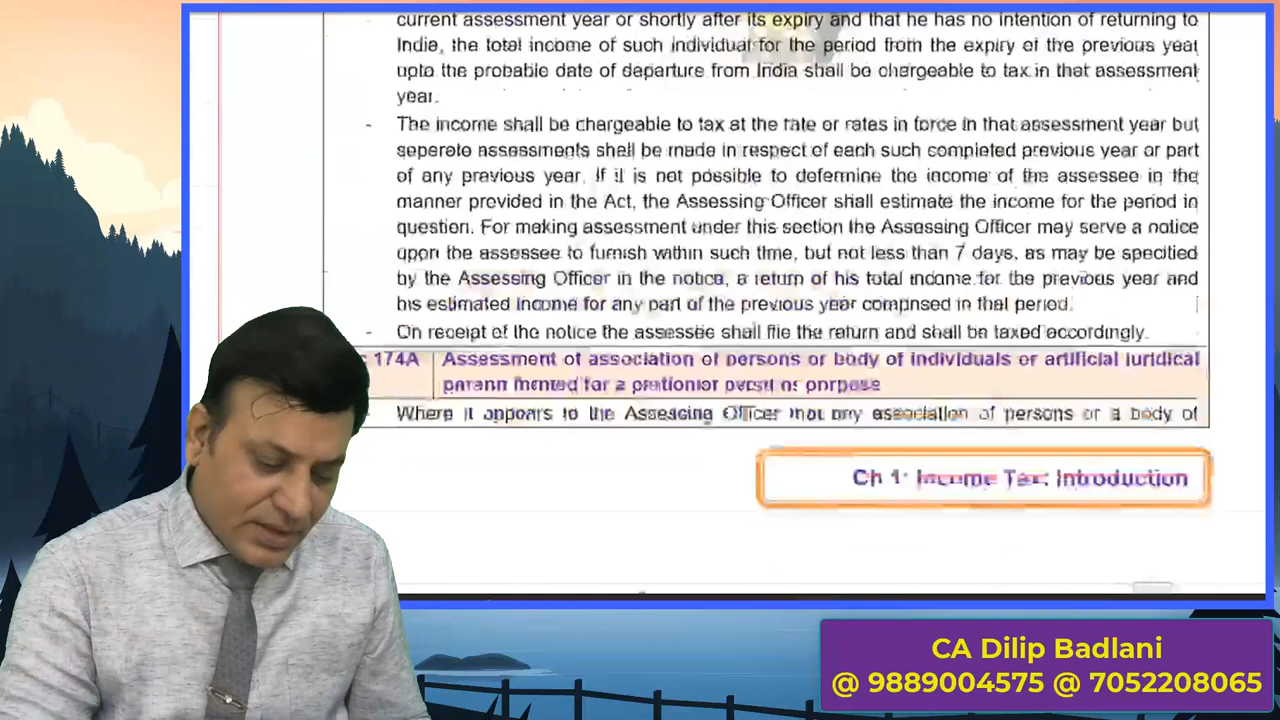 current assessment year or shortly after its expiry and that he has no intention of returning to
India, the total income of such individual for the period from the expiry of the previous year
upto the probable date of departure from India shall be chargeable to tax in that assessment
year.
- The income shall be chargeable to tax at the rate or rates in force in that assessment year but
separate assessments shall be made in respect of each such completed previous year or part
of any previous year. If it is not possible to determine the income of the assessee in the
manner provided in the Act, the Assessing Officer shall estimate the income for the period in
question. For making assessment under this section the Assessing Officer may serve a notice
upon the assessee to furnish within such time, but not less than 7 days, as may be specified
by the Assessing Officer in the notice, a return of his total income for the previous year and
his estimated income for any part of the previous year comprised in that period.
- On receipt of the notice the assessee shall file the return and shall be taxed accordingly.
174A Assessment of association of persons or body of individuals or artificial juridical
formed for a particular
Where it appears to the Assessing Officer that any association of persons or a body of
Ch 1: Income Tax: Introduction
CA Dilip Badlani
@ 9889004575 @ 7052208065